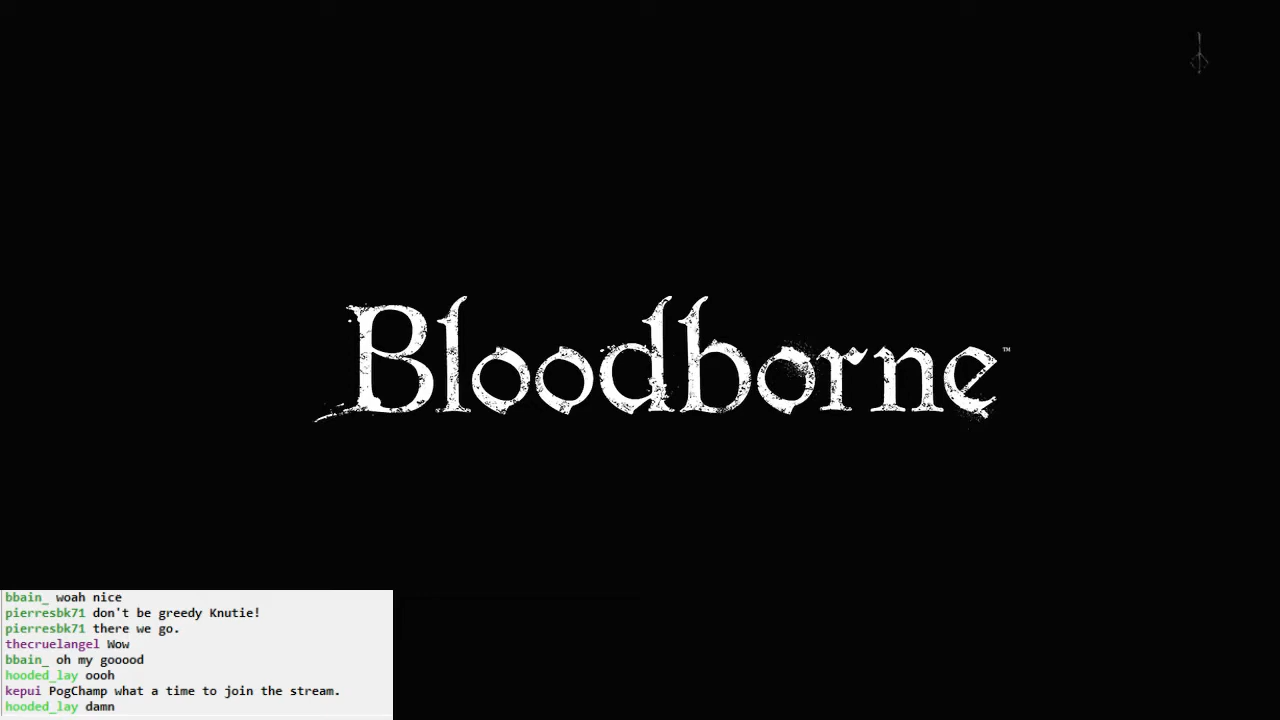 Bloodborne™
bbain_ woah nice
pierresbk71 don't be greedy Knutie!
pierresbk71 there we go.
thecruelangel Wow
bbain_ oh my gooood
hooded_lay oooh
kepui PogChamp what a time to join the stream.
hooded_lay damn